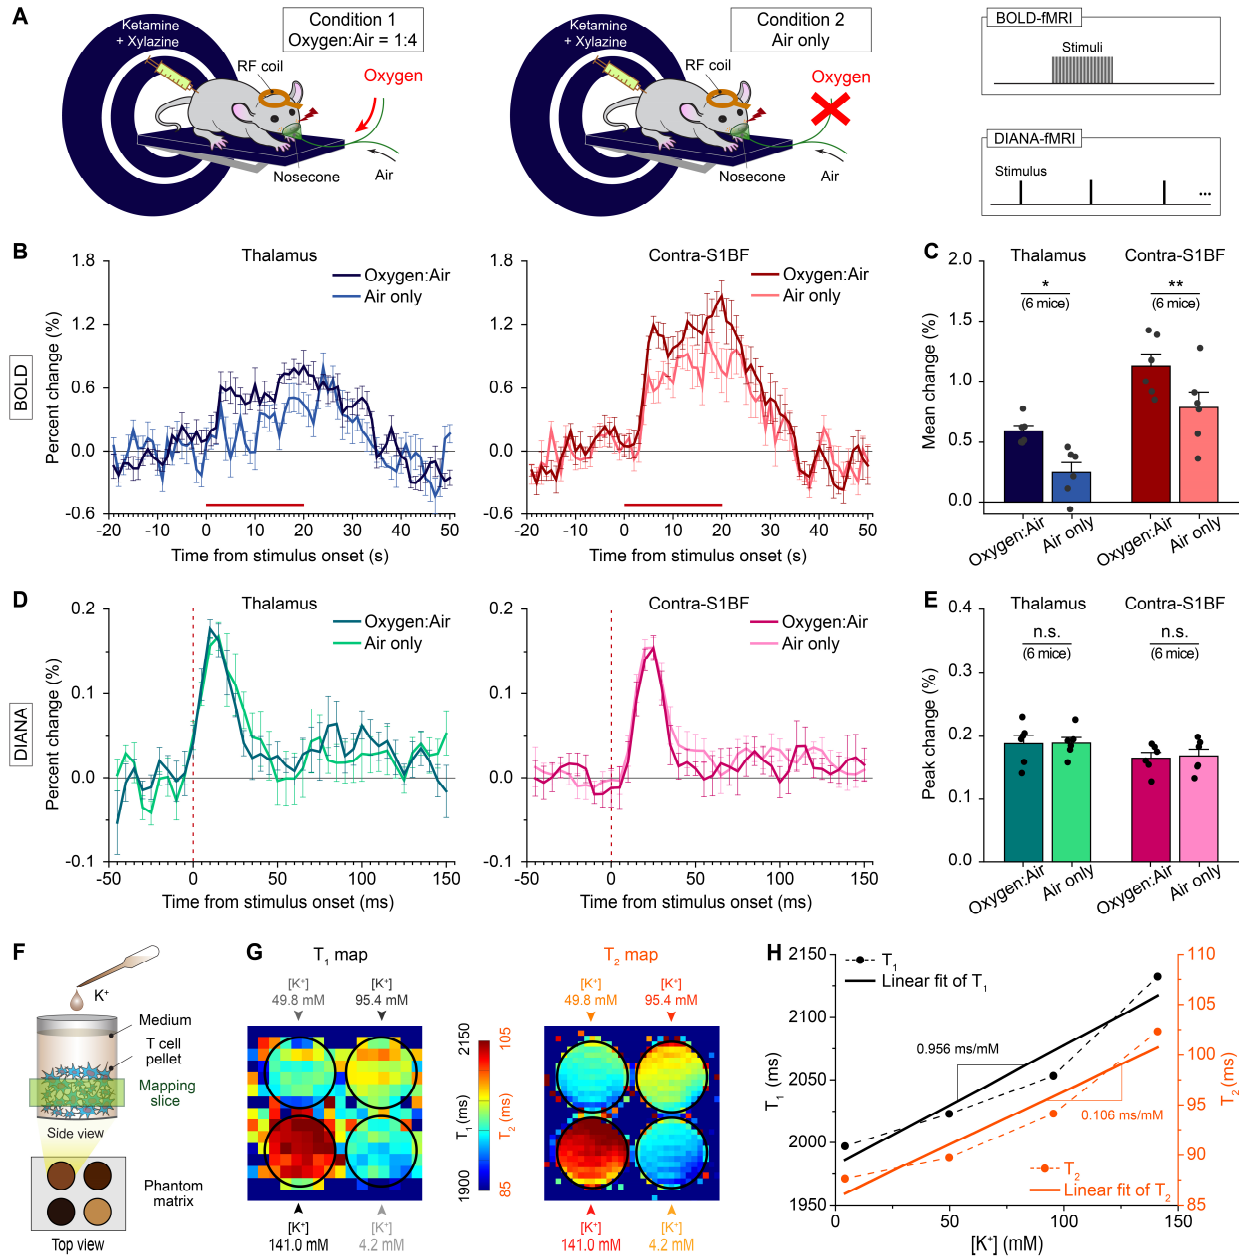 A
Ketamine
+ Xylazine
Condition 1
Oxygen:Air = 1:4
RF coil
Oxygen
Nosecone
Air
Ketamine
+ Xylazine
Condition 2
Air only
RF coil
Oxygen
Nosecone
Air
BOLD-fMRI
Stimuli
DIANA-fMRI
Stimulus
...
B
BOLD
Thalamus
Oxygen:Air
Air only
Percent change (%)
1.8
1.2
0.6
0.0
-0.6
-20 -10 0 10 20 30 40 50
Time from stimulus onset (s)
Contra-S1BF
Oxygen:Air
Air only
1.8
1.2
0.6
0.0
-0.6
-20 -10 0 10 20 30 40 50
Time from stimulus onset (s)
C
Thalamus Contra-S1BF
* **
(6 mice) (6 mice)
Mean change (%)
2.0
1.5
1.0
0.5
0.0
Oxygen:Air Air only Oxygen:Air Air only
D
DIANA
Thalamus
Oxygen:Air
Air only
Percent change (%)
0.2
0.1
0.0
-0.1
-50 0 50 100 150
Time from stimulus onset (ms)
Contra-S1BF
Oxygen:Air
Air only
0.2
0.1
0.0
-0.1
-50 0 50 100 150
Time from stimulus onset (ms)
E
Thalamus Contra-S1BF
n.s. n.s.
(6 mice) (6 mice)
Peak change (%)
0.4
0.3
0.2
0.1
0.0
Oxygen:Air Air only Oxygen:Air Air only
F
K⁺
Medium
T cell
pellet
Mapping
slice
Side view
Phantom
matrix
Top view
G
T₁ map
[K⁺] [K⁺]
49.8 mM 95.4 mM
[K⁺] [K⁺]
141.0 mM 4.2 mM
2150 105
T₁ (ms) T₂ (ms)
1900 85
T₂ map
[K⁺] [K⁺]
49.8 mM 95.4 mM
[K⁺] [K⁺]
141.0 mM 4.2 mM
H
T₁
Linear fit of T₁
0.956 ms/mM
0.106 ms/mM
T₂
Linear fit of T₂
T₁ (ms)
2150
2100
2050
2000
1950
T₂ (ms)
110
105
100
95
90
85
0 50 100 150
[K⁺] (mM)